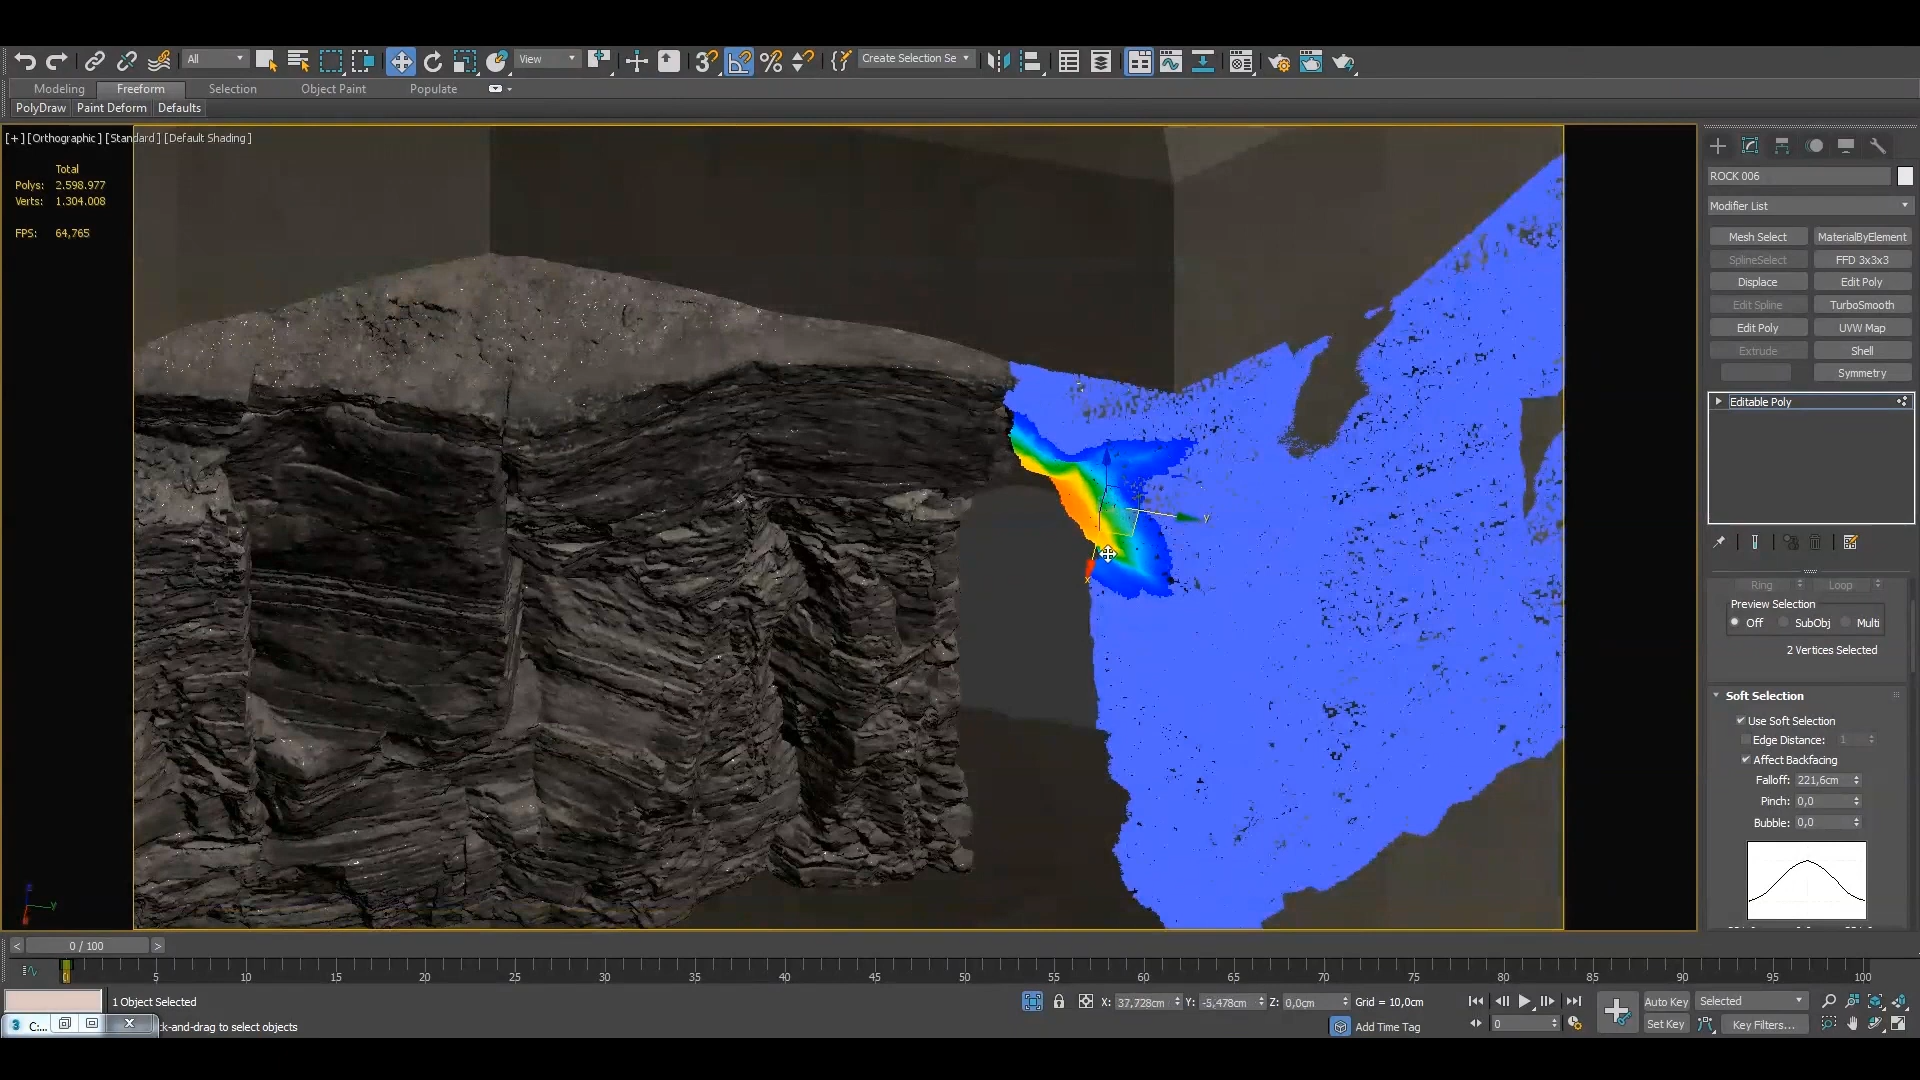 All
View
3
Create Selection Se
Modeling
Freeform
Selection
Object Paint
Populate
PolyDraw
Paint Deform
Defaults
[+] [Orthographic ] [Standard ] [Default Shading ]
Total
Polys: 2.598.977
Verts: 1.304.008
FPS: 64,765
y
x
y
ROCK 006
Modifier List
Mesh Select
MaterialByElement
SplineSelect
FFD 3x3x3
Displace
Edit Poly
Edit Spline
TurboSmooth
Edit Poly
UVW Map
Extrude
Shell
Symmetry
Editable Poly
Ring
Loop
Preview Selection
Off SubObj Multi
2 Vertices Selected
Soft Selection
Use Soft Selection
Edge Distance: 1
Affect Backfacing
Falloff: 221,6cm
Pinch: 0,0
Bubble: 0,0
< 0 / 100 >
0 5 10 15 20 25 30 35 40 45 50 55 60 65 70 75 80 85 90 95 100
1 Object Selected
X: 37,728cm Y: -5,478cm Z: 0,0cm Grid = 10,0cm
Auto Key
Selected
3 C:...
ck-and-drag to select objects
Add Time Tag
0
Set Key
Key Filters...